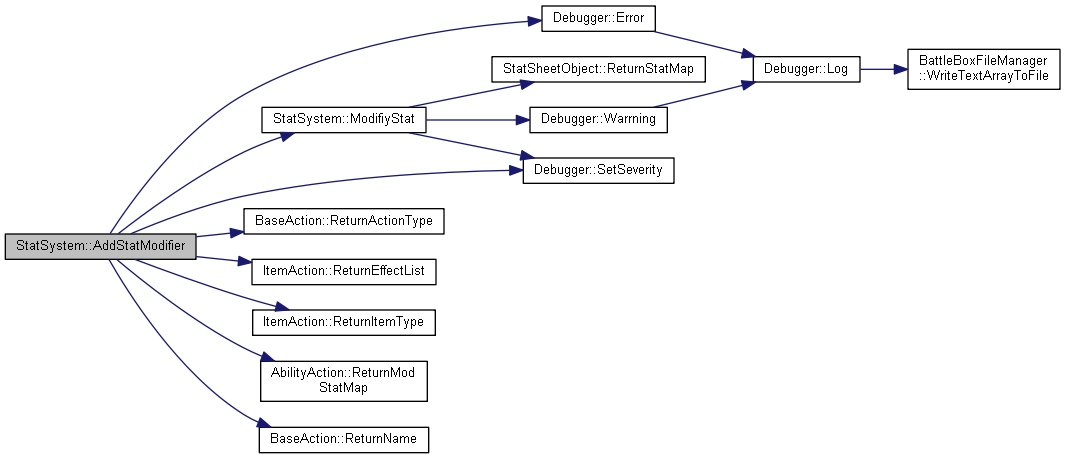 Debugger::Error
StatSheetObject::ReturnStatMap
Debugger::Log
BattleBoxFileManager
::WriteTextArrayToFile
StatSystem::ModifiyStat
Debugger::Warrning
Debugger::SetSeverity
BaseAction::ReturnActionType
StatSystem::AddStatModifier
ItemAction::ReturnEffectList
ItemAction::ReturnItemType
AbilityAction::ReturnMod
StatMap
BaseAction::ReturnName